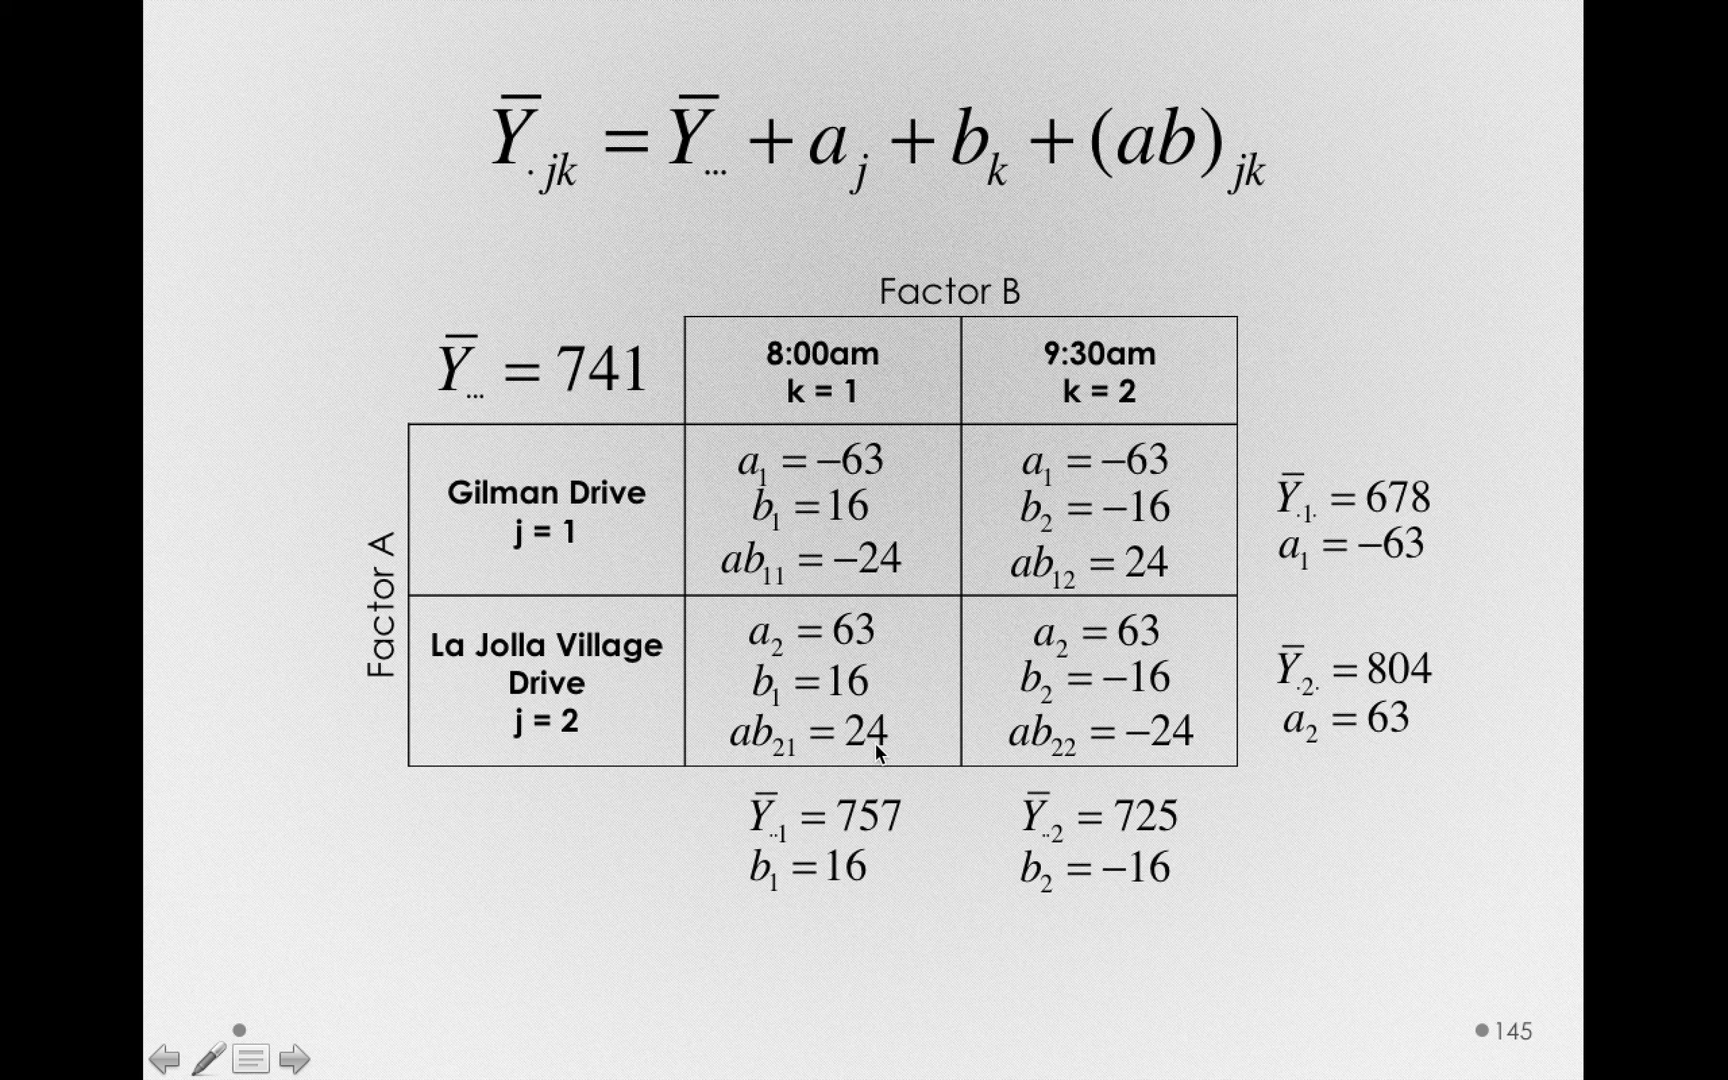 Ȳ.jk = Ȳ... + aj + bk + (ab)jk
Factor B
Ȳ... = 741
8:00am
k = 1
9:30am
k = 2
Factor A
Gilman Drive
j = 1
a1 = −63
b1 = 16
ab11 = −24
a1 = −63
b2 = −16
ab12 = 24
Ȳ.1. = 678
a1 = −63
La Jolla Village
Drive
j = 2
a2 = 63
b1 = 16
ab21 = 24
a2 = 63
b2 = −16
ab22 = −24
Ȳ.2. = 804
a2 = 63
Ȳ..1 = 757
b1 = 16
Ȳ..2 = 725
b2 = −16
145